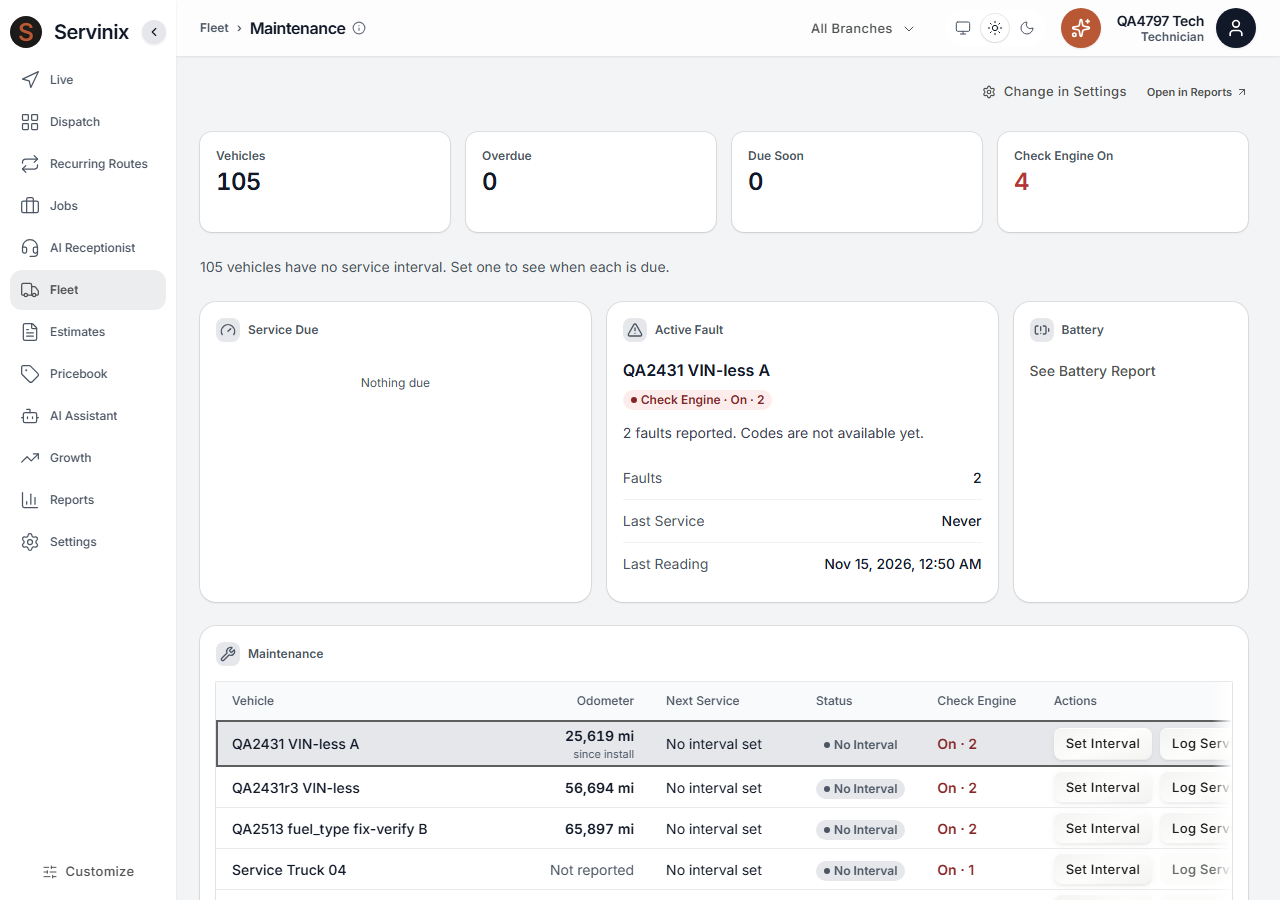 S Servinix
Live
Dispatch
Recurring Routes
Jobs
AI Receptionist
Fleet
Estimates
Pricebook
AI Assistant
Growth
Reports
Settings
Customize
Fleet › Maintenance
All Branches
QA4797 Tech
Technician
Change in Settings
Open in Reports
Vehicles
105
Overdue
0
Due Soon
0
Check Engine On
4
105 vehicles have no service interval. Set one to see when each is due.
Service Due
Nothing due
Active Fault
QA2431 VIN-less A
Check Engine · On · 2
2 faults reported. Codes are not available yet.
Faults 2
Last Service Never
Last Reading Nov 15, 2026, 12:50 AM
Battery
See Battery Report
Maintenance
Vehicle Odometer Next Service Status Check Engine Actions
QA2431 VIN-less A 25,619 mi since install No interval set No Interval On · 2 Set Interval Log Serv
QA2431r3 VIN-less 56,694 mi No interval set No Interval On · 2 Set Interval Log Serv
QA2513 fuel_type fix-verify B 65,897 mi No interval set No Interval On · 2 Set Interval Log Serv
Service Truck 04 Not reported No interval set No Interval On · 1 Set Interval Log Serv